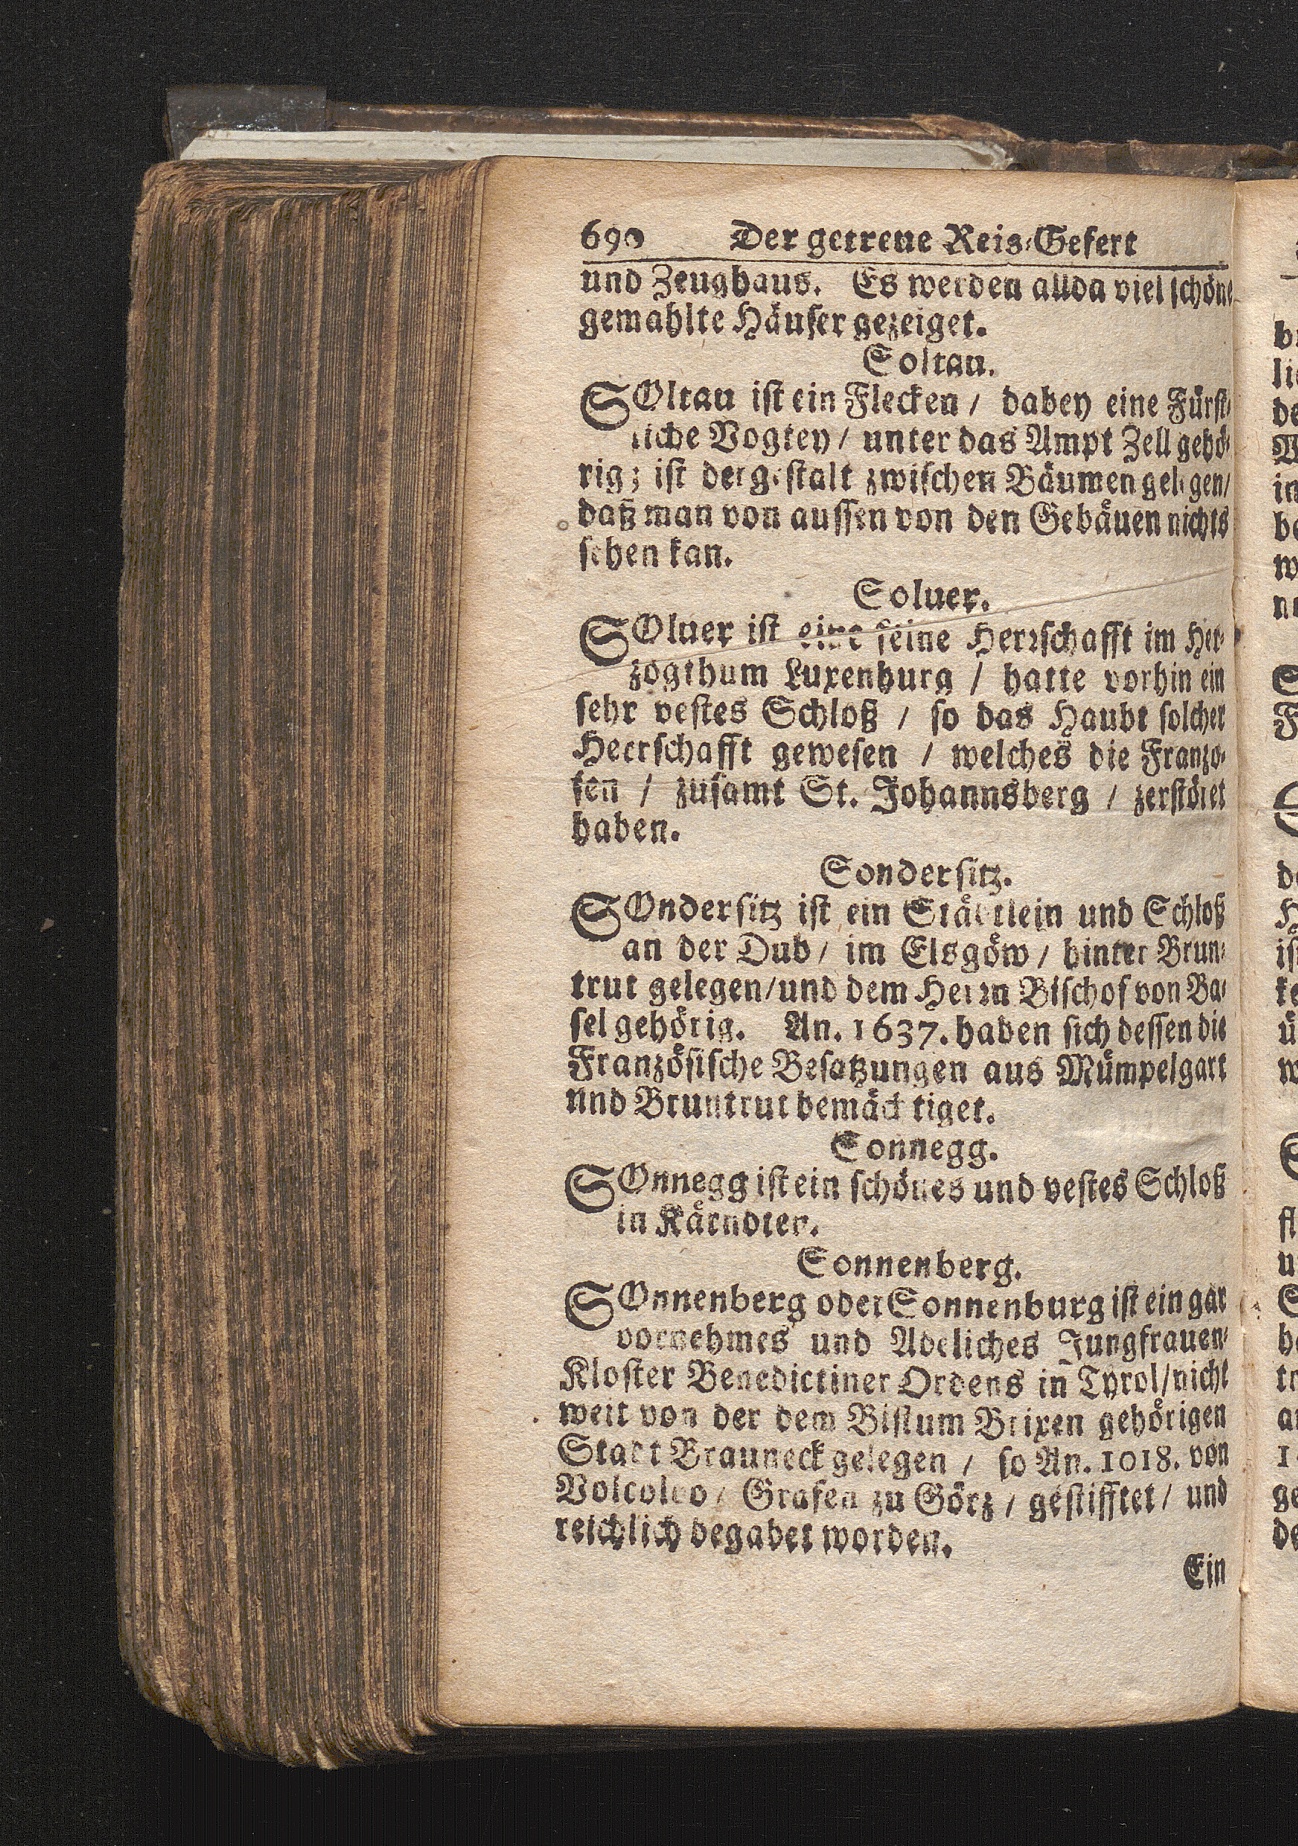 690 Der getreue Reis-Gefert
und Zeughaus. Es werden allda viel schöne
gemahlte Häuser gezeiget.
Soltau.
SOltau ist ein Flecken / dabey eine Fürst-
liche Vogtey / unter das Ampt Zell gehö-
rig; ist dergestalt zwischen Bäumen gelegen/
daß man von aussen von den Gebäuen nichts
sehen kan.
Soluer.
SOluer ist eine feine Herrschafft im Her-
zogthum Luxenburg / hatte vorhin ein
sehr vestes Schloß / so das Haubt solcher
Herrschafft gewesen / welches die Franzo-
sen / zusamt St. Johannsberg / zerstöret
haben.
Sondersitz.
SOndersitz ist ein Städtlein und Schloß
an der Dub / im Elsgöw / hinter Brun-
trut gelegen/und dem Herrn Bischof von Ba-
sel gehörig. An. 1637. haben sich dessen die
Französische Besatzungen aus Mümpelgart
und Bruntrut bemächtiget.
Sonnegg.
SOnnegg ist ein schönes und vestes Schloß
in Kärndten.
Sonnenberg.
SOnnenberg oder Sonnenburg ist ein gar
vornehmes und Adeliches Jungfrauen-
Kloster Benedictiner Ordens in Tyrol/nicht
weit von der dem Bistum Brixen gehörigen
Stadt Brauneck gelegen / so An. 1018. von
Volcoldo / Grafen zu Görz / gestifftet / und
reichlich begabet worden.
Ein